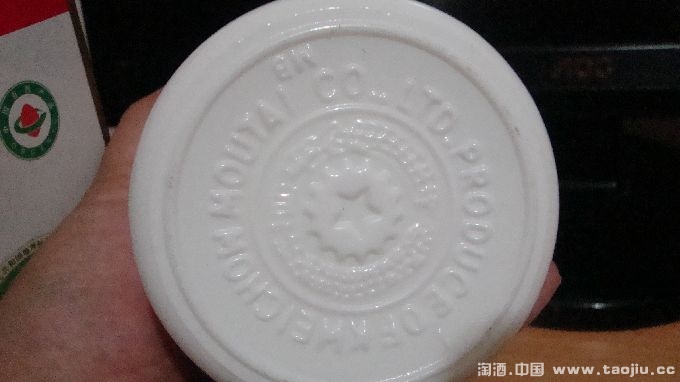 PRODUCE OF KWEICHOW MOUTAI CO., LTD.
淘酒.中国 www.taojiu.cc